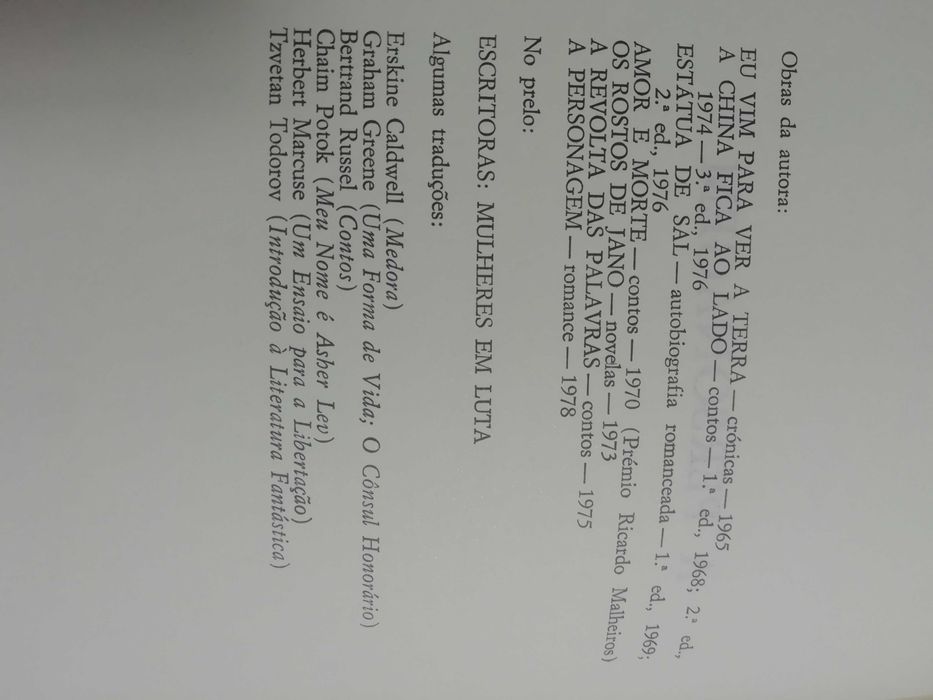 Obras da autora:
EU VIM PARA VER A TERRA — crónicas — 1965
A CHINA FICA AO LADO — contos — 1.ª ed., 1968; 2.ª ed.,
1974 — 3.ª ed., 1976
ESTÁTUA DE SAL — autobiografia romanceada — 1.ª ed., 1969;
2.ª ed., 1976
AMOR E MORTE — contos — 1970 (Prémio Ricardo Malheiros)
OS ROSTOS DE JANO — novelas — 1973
A REVOLTA DAS PALAVRAS — contos — 1975
A PERSONAGEM — romance — 1978
No prelo:
ESCRITORAS: MULHERES EM LUTA
Algumas traduções:
Erskine Caldwell (Medora)
Graham Greene (Uma Forma de Vida; O Cônsul Honorário)
Bertrand Russel (Contos)
Chaim Potok (Meu Nome é Asher Lev)
Herbert Marcuse (Um Ensaio para a Libertação)
Tzvetan Todorov (Introdução à Literatura Fantástica)